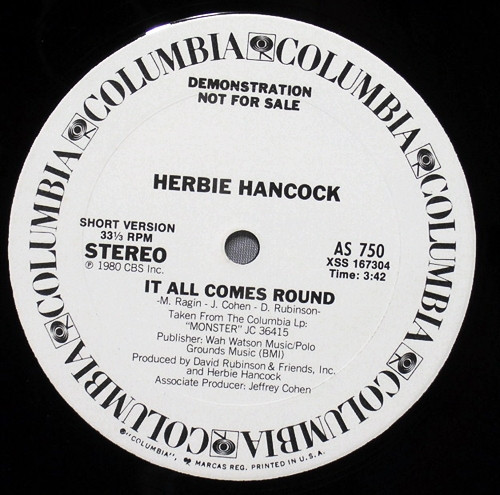 COLUMBIA COLUMBIA COLUMBIA COLUMBIA COLUMBIA COLUMBIA COLUMBIA
DEMONSTRATION
NOT FOR SALE
HERBIE HANCOCK
SHORT VERSION
33⅓ RPM
STEREO
℗ 1980 CBS Inc.
AS 750
XSS 167304
Time: 3:42
IT ALL COMES ROUND
-M. Ragin - J. Cohen - D. Rubinson-
Taken From The Columbia Lp:
"MONSTER" JC 36415
Publisher: Wah Watson Music/Polo
Grounds Music (BMI)
Produced by David Rubinson & Friends, Inc.
and Herbie Hancock
Associate Producer: Jeffrey Cohen
"COLUMBIA", MARCAS REG. PRINTED IN U.S.A.